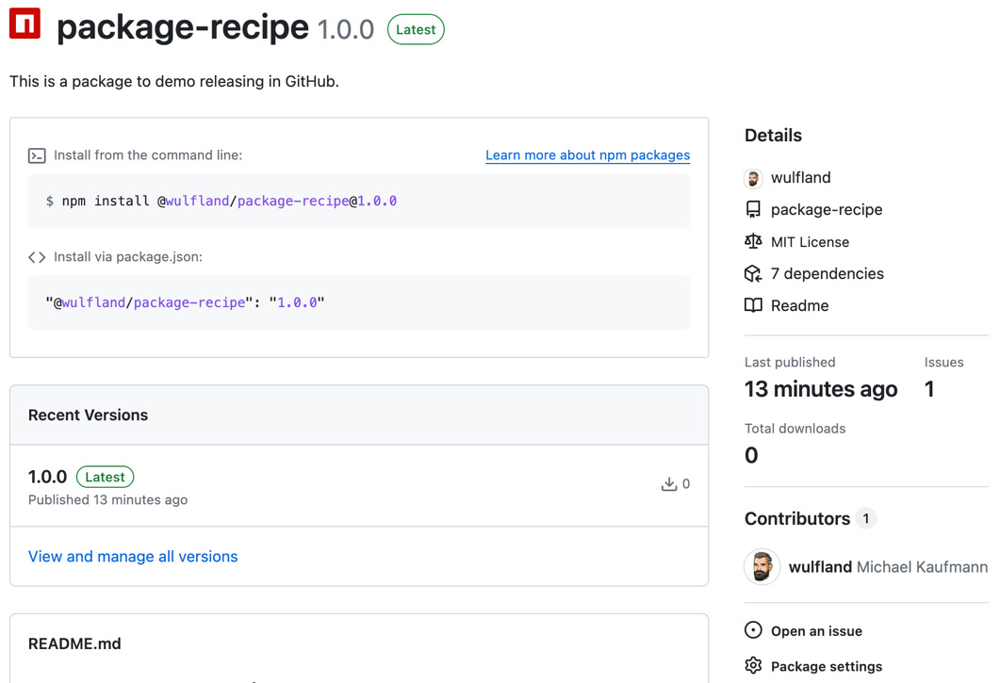 package-recipe 1.0.0 Latest
This is a package to demo releasing in GitHub.
Install from the command line:
Learn more about npm packages
$ npm install @wulfland/package-recipe@1.0.0
Install via package.json:
"@wulfland/package-recipe": "1.0.0"
Recent Versions
1.0.0 Latest
Published 13 minutes ago
0
View and manage all versions
README.md
Details
wulfland
package-recipe
MIT License
7 dependencies
Readme
Last published
13 minutes ago
Issues
1
Total downloads
0
Contributors 1
wulfland Michael Kaufmann
Open an issue
Package settings